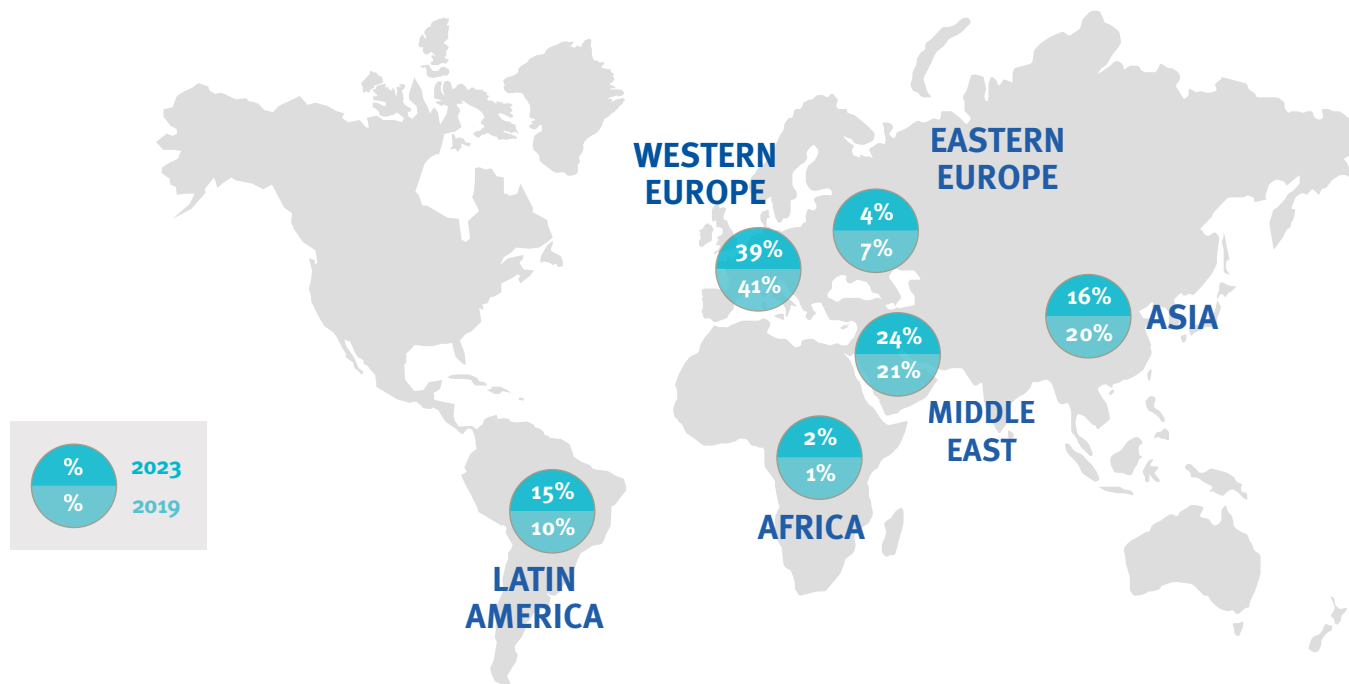 WESTERN
EUROPE
39%
41%
EASTERN
EUROPE
4%
7%
16%
20%
ASIA
24%
21%
MIDDLE
EAST
2%
1%
AFRICA
15%
10%
LATIN
AMERICA
% 2023
% 2019